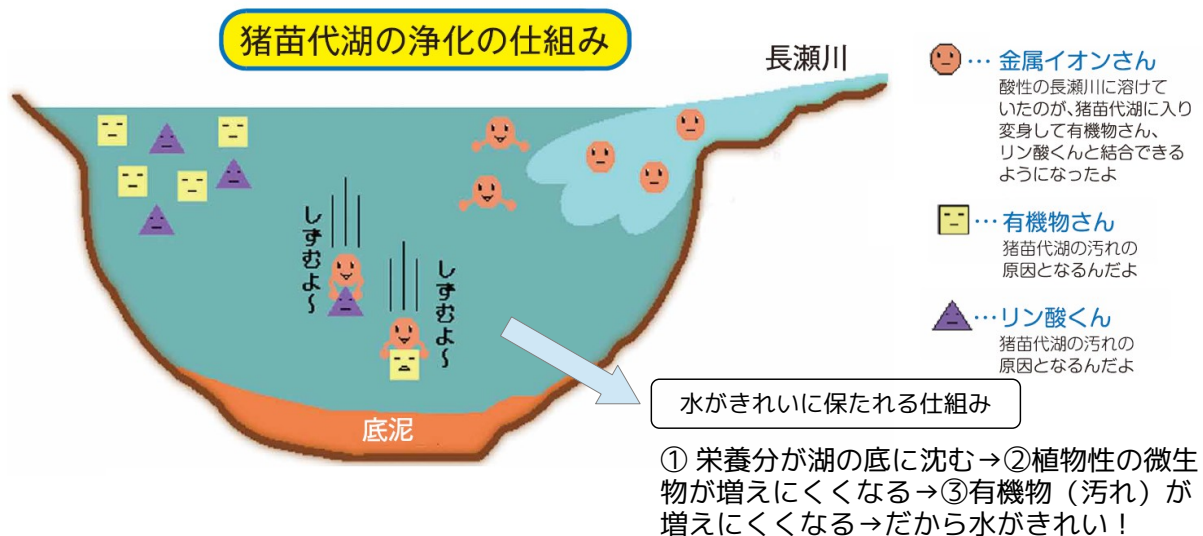 猪苗代湖の浄化の仕組み
長瀬川
… 金属イオンさん
酸性の長瀬川に溶けて
いたのが、猪苗代湖に入り
変身して有機物さん、
リン酸くんと結合できる
ようになったよ
… 有機物さん
猪苗代湖の汚れの
原因となるんだよ
… リン酸くん
猪苗代湖の汚れの
原因となるんだよ
しずむよ〜
しずむよ〜
底泥
水がきれいに保たれる仕組み
① 栄養分が湖の底に沈む→②植物性の微生
物が増えにくくなる→③有機物（汚れ）が
増えにくくなる→だから水がきれい！